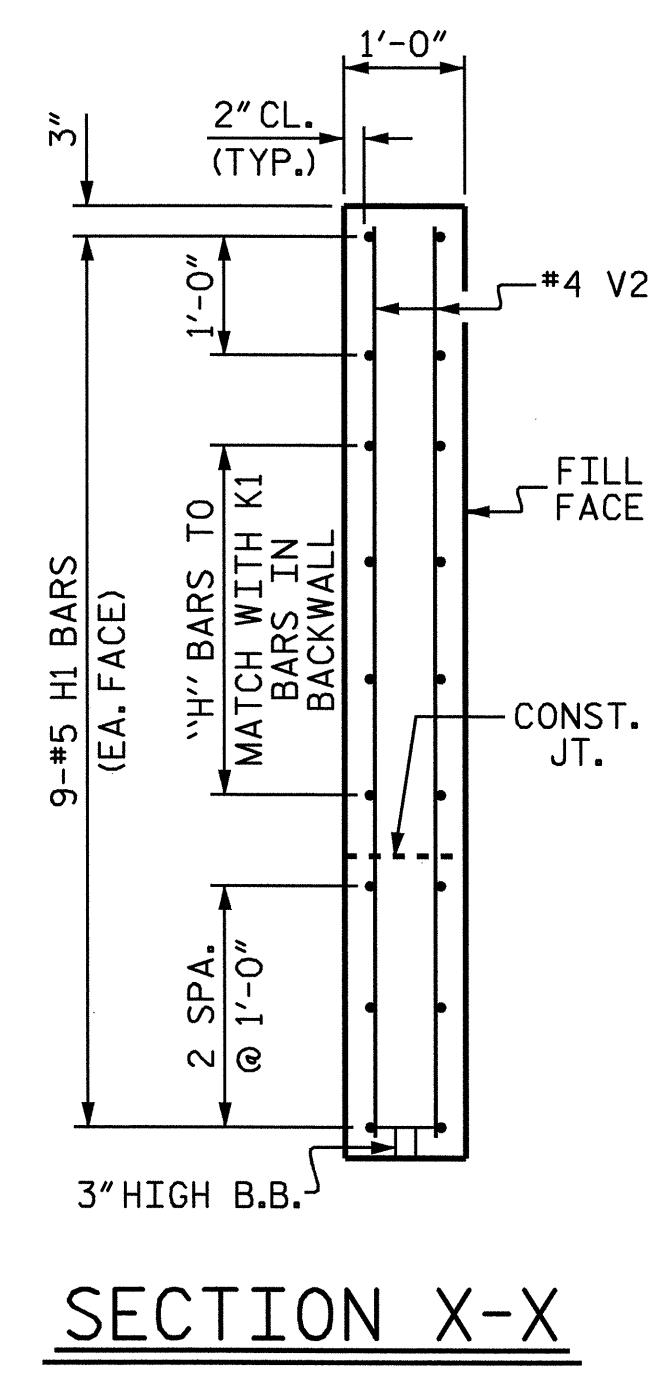 1'-0"
2" CL.
(TYP.)
3"
1'-0"
#4 V2
FILL
FACE
9-#5 H1 BARS
(EA. FACE)
"H" BARS TO
MATCH WITH K1
BARS IN
BACKWALL
CONST.
JT.
2 SPA.
@ 1'-0"
3" HIGH B.B.
SECTION X-X